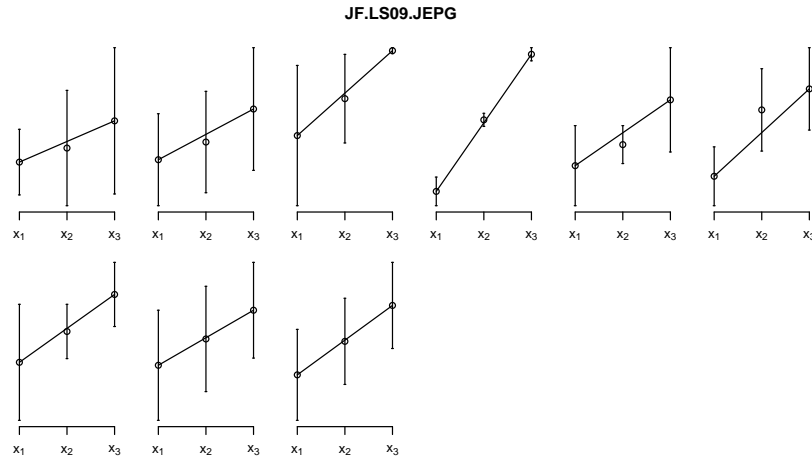 JF.LS09.JEPG
x₁ x₂ x₃ x₁ x₂ x₃ x₁ x₂ x₃ x₁ x₂ x₃ x₁ x₂ x₃ x₁ x₂ x₃
x₁ x₂ x₃ x₁ x₂ x₃ x₁ x₂ x₃